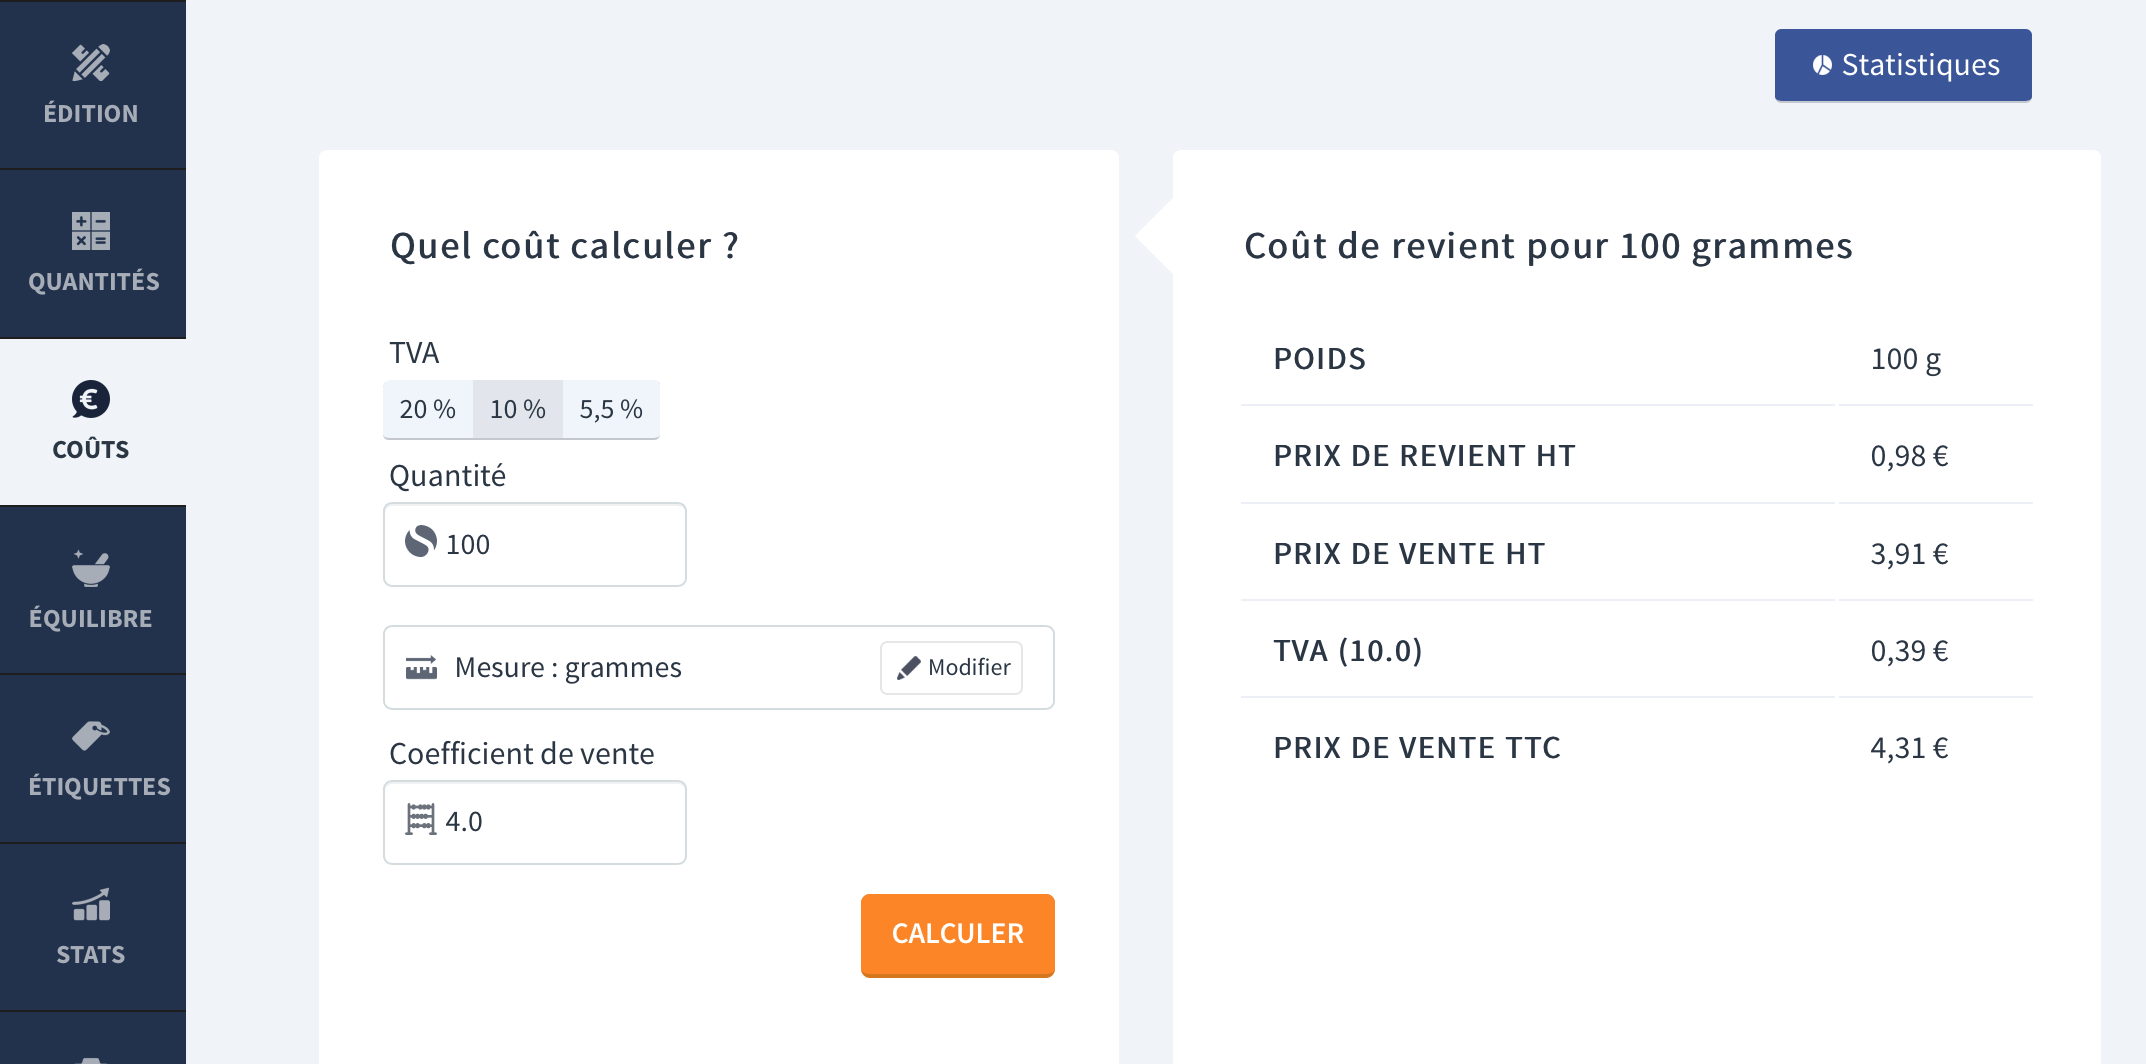 ÉDITION
QUANTITÉS
COÛTS
ÉQUILIBRE
ÉTIQUETTES
STATS
Statistiques
Quel coût calculer ?
TVA
20 % 10 % 5,5 %
Quantité
100
Mesure : grammes Modifier
Coefficient de vente
4.0
CALCULER
Coût de revient pour 100 grammes
POIDS 100 g
PRIX DE REVIENT HT 0,98 €
PRIX DE VENTE HT 3,91 €
TVA (10.0) 0,39 €
PRIX DE VENTE TTC 4,31 €